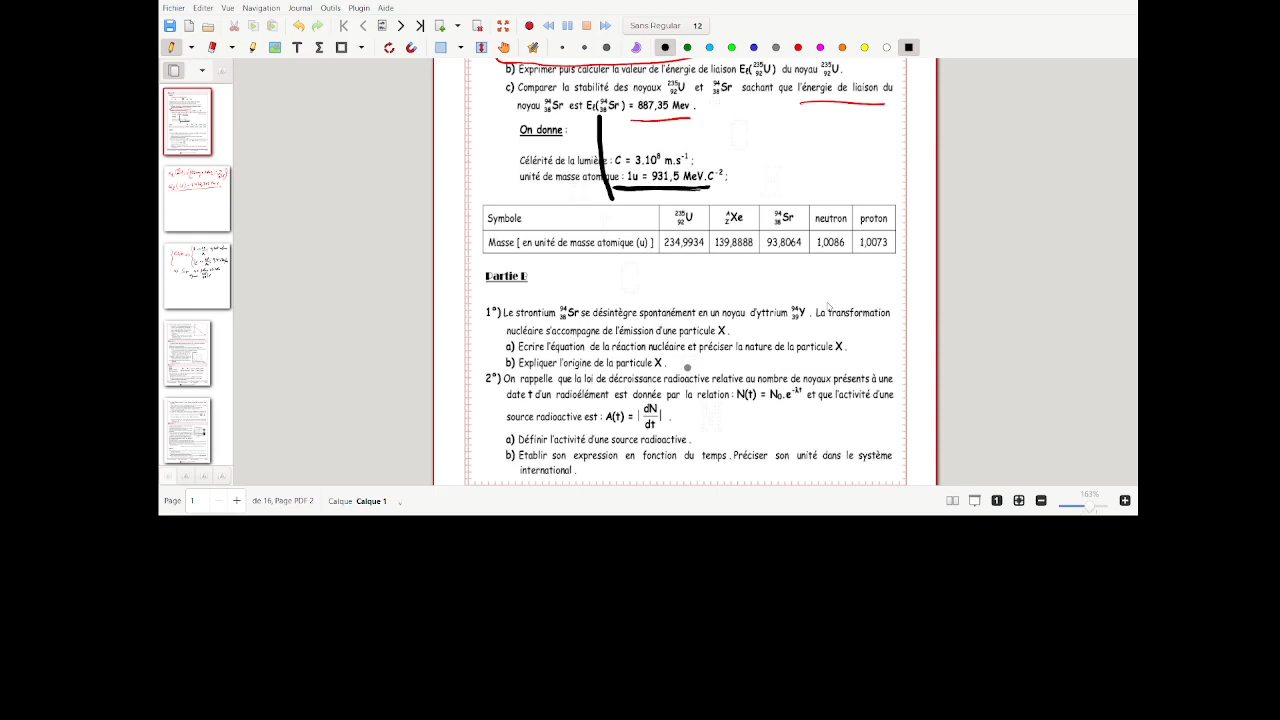 Fichier Editer Vue Navigation Journal Outils Plugin Aide
Sans Regular 12
b) Exprimer puis calculer la valeur de l'énergie de liaison Eℓ(²³⁵₉₂U) du noyau ²³⁵₉₂U.
c) Comparer la stabilité des noyaux ²³⁵₉₂U et ⁹⁴₃₈Sr sachant que l'énergie de liaison du
noyau ⁹⁴₃₈Sr est Eℓ(⁹⁴₃₈Sr) = 887,35 Mev .
On donne :
Célérité de la lumière : C = 3.10⁸ m.s⁻¹ ;
unité de masse atomique : 1u = 931,5 MeV.C⁻² ;
Symbole ²³⁵₉₂U ᴬ_ZXe ⁹⁴₃₈Sr neutron proton
Masse [ en unité de masse atomique (u) ] 234,9934 139,8888 93,8064 1,0086 1,0073
Partie B
1°) Le strontium ⁹⁴₃₈Sr se désintègre spontanément en un noyau d'yttrium ⁹⁴₃₉Y . La transformation
nucléaire s'accompagne de l'émission d'une particule X .
a) Ecrire l'équation de la réaction nucléaire et préciser la nature de la particule X .
b) Expliquer l'origine de la particule X .
2°) On rappelle que la loi de décroissance radioactive relative au nombre de noyaux présents à une
date t d'un radioélément est donnée par la relation : N(t) = N₀.e⁻λᵗ et que l'activité d'une
source radioactive est : A(t) = | dN
dt | .
a) Définir l'activité d'une source radioactive .
b) Etablir son expression en fonction du temps . Préciser son unité dans le système
international .
Page 1 de 16, Page PDF 2 Calque Calque 1 163%